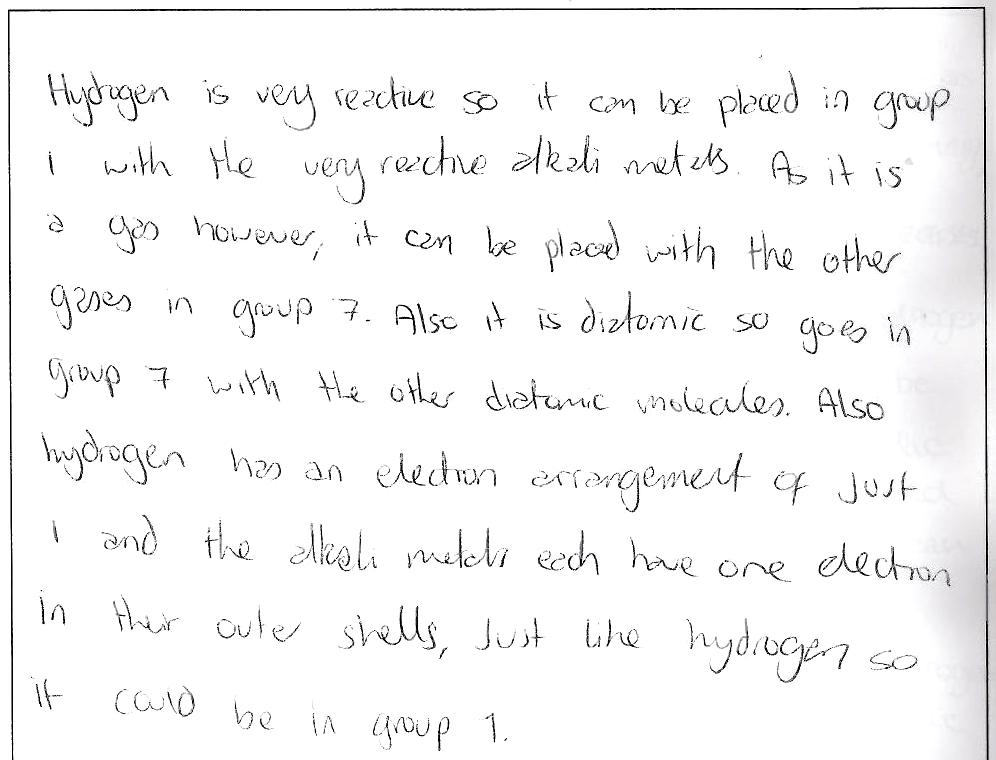 Hydrogen is very reactive so it can be placed in group
1 with the very reactive alkali metals. As it is
a gas however, it can be placed with the other
gases in group 7. Also it is diatomic so goes in
group 7 with the other diatomic molecules. Also
hydrogen has an electron arrangement of just
1 and the alkali metals each have one electron
in their outer shells, just like hydrogen so
it could be in group 1.